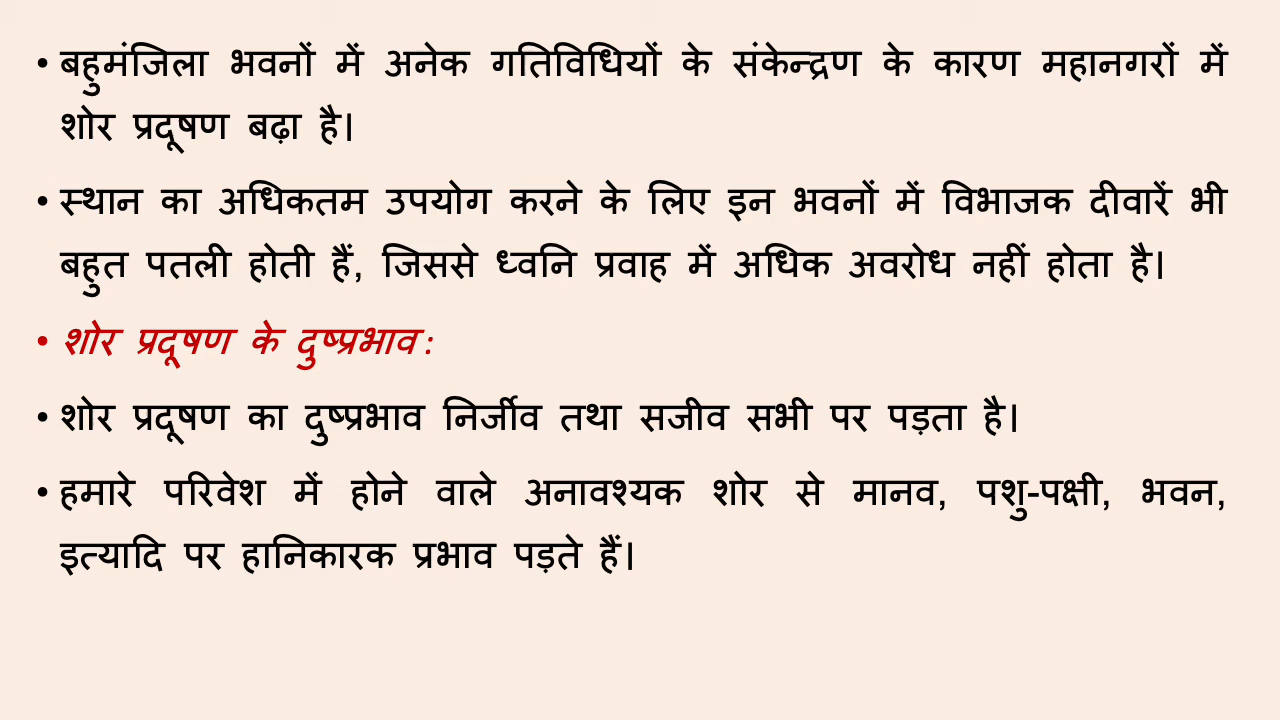 • बहुमंजिला भवनों में अनेक गतिविधियों के संकेन्द्रण के कारण महानगरों में
शोर प्रदूषण बढ़ा है।
• स्थान का अधिकतम उपयोग करने के लिए इन भवनों में विभाजक दीवारें भी
बहुत पतली होती हैं, जिससे ध्वनि प्रवाह में अधिक अवरोध नहीं होता है।
• शोर प्रदूषण के दुष्प्रभाव:
• शोर प्रदूषण का दुष्प्रभाव निर्जीव तथा सजीव सभी पर पड़ता है।
• हमारे परिवेश में होने वाले अनावश्यक शोर से मानव, पशु-पक्षी, भवन,
इत्यादि पर हानिकारक प्रभाव पड़ते हैं।